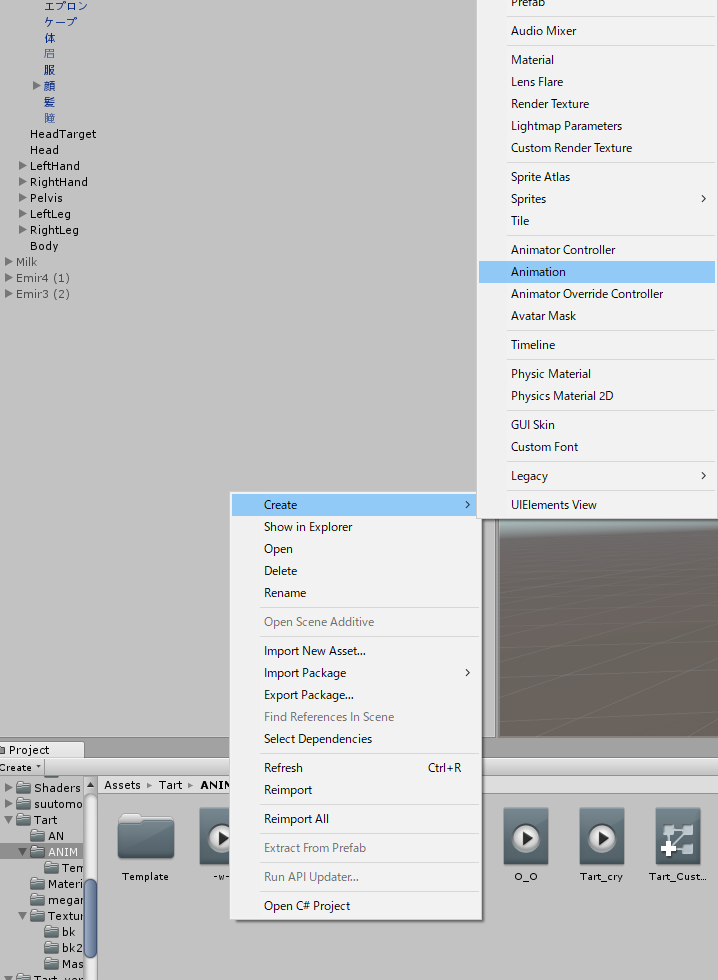 エプロン
ケープ
体
眉
服
顔
髪
瞳
HeadTarget
Head
LeftHand
RightHand
Pelvis
LeftLeg
RightLeg
Body
Milk
Emir4 (1)
Emir3 (2)
Prefab
Audio Mixer
Material
Lens Flare
Render Texture
Lightmap Parameters
Custom Render Texture
Sprite Atlas
Sprites
Tile
Animator Controller
Animation
Animator Override Controller
Avatar Mask
Timeline
Physic Material
Physics Material 2D
GUI Skin
Custom Font
Legacy
UIElements View
Create
Show in Explorer
Open
Delete
Rename
Open Scene Additive
Import New Asset...
Import Package
Export Package...
Find References In Scene
Select Dependencies
Refresh Ctrl+R
Reimport
Reimport All
Extract From Prefab
Run API Updater...
Open C# Project
Project
Create
Shaders
suutomo
Tart
AN
ANIM
Tem
Materi
megar
Textur
bk
bk2
Mas
Tart_ver
Assets Tart ANIM
Template
-w-
O_O
Tart_cry
Tart_Cust...